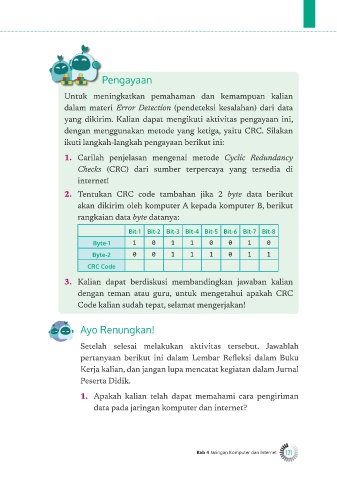 Pengayaan
Untuk meningkatkan pemahaman dan kemampuan kalian
dalam materi Error Detection (pendeteksi kesalahan) dari data
yang dikirim. Kalian dapat mengikuti aktivitas pengayaan ini,
dengan menggunakan metode yang ketiga, yaitu CRC. Silakan
ikuti langkah-langkah pengayaan berikut ini:
1. Carilah penjelasan mengenai metode Cyclic Redundancy
Checks (CRC) dari sumber terpercaya yang tersedia di
internet!
2. Tentukan CRC code tambahan jika 2 byte data berikut
akan dikirim oleh komputer A kepada komputer B, berikut
rangkaian data byte datanya:
Bit-1 Bit-2 Bit-3 Bit-4 Bit-5 Bit-6 Bit-7 Bit-8
Byte-1 1 0 1 1 0 0 1 0
Byte-2 0 0 1 1 1 0 1 1
CRC Code
3. Kalian dapat berdiskusi membandingkan jawaban kalian
dengan teman atau guru, untuk mengetahui apakah CRC
Code kalian sudah tepat, selamat mengerjakan!
Ayo Renungkan!
Setelah selesai melakukan aktivitas tersebut. Jawablah
pertanyaan berikut ini dalam Lembar Refleksi dalam Buku
Kerja kalian, dan jangan lupa mencatat kegiatan dalam Jurnal
Peserta Didik.
1. Apakah kalian telah dapat memahami cara pengiriman
data pada jaringan komputer dan internet?
Bab 4 Jaringan Komputer dan Internet 171